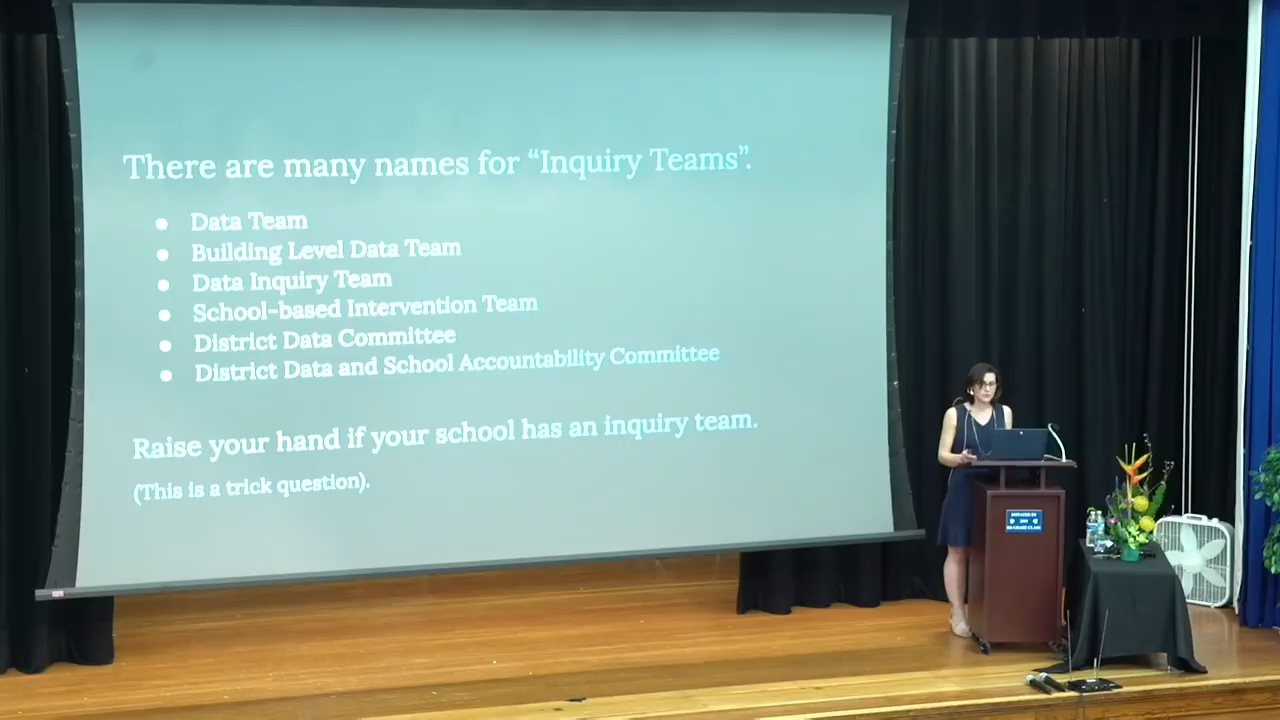 There are many names for “Inquiry Teams”.
● Data Team
● Building Level Data Team
● Data Inquiry Team
● School-based Intervention Team
● District Data Committee
● District Data and School Accountability Committee
Raise your hand if your school has an inquiry team.
(This is a trick question).
DONATED BY